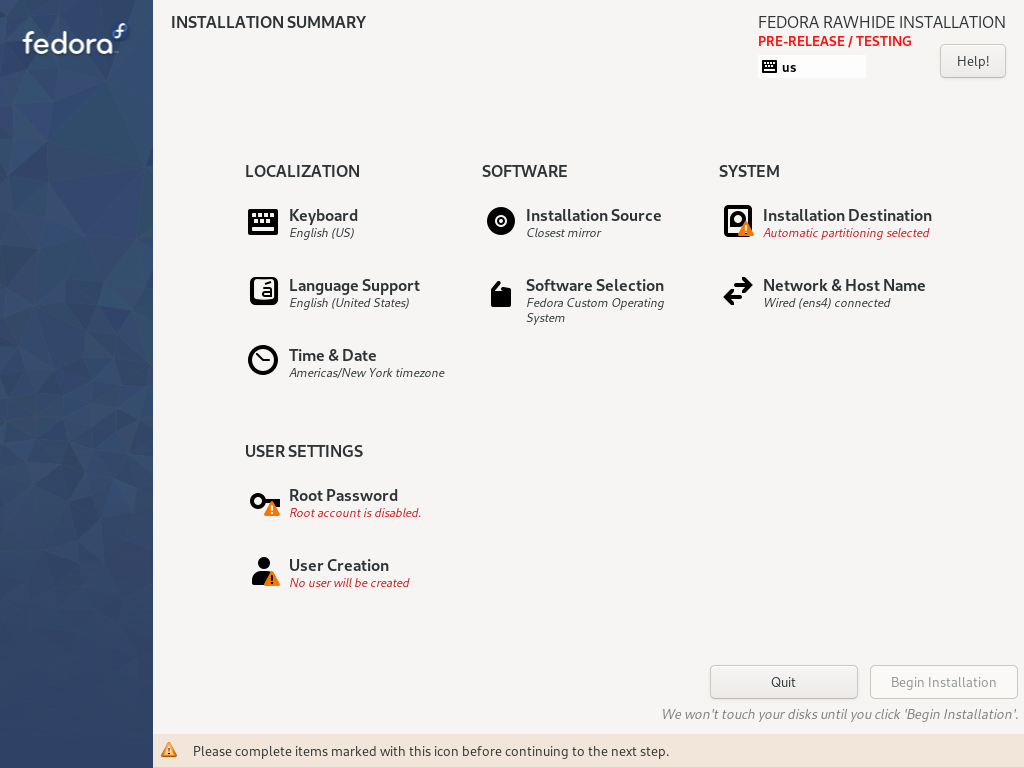 fedora
INSTALLATION SUMMARY
FEDORA RAWHIDE INSTALLATION
PRE-RELEASE / TESTING
us
Help!
LOCALIZATION
Keyboard
English (US)
Language Support
English (United States)
Time & Date
Americas/New York timezone
SOFTWARE
Installation Source
Closest mirror
Software Selection
Fedora Custom Operating
System
SYSTEM
Installation Destination
Automatic partitioning selected
Network & Host Name
Wired (ens4) connected
USER SETTINGS
Root Password
Root account is disabled.
User Creation
No user will be created
Quit
Begin Installation
We won't touch your disks until you click 'Begin Installation'.
Please complete items marked with this icon before continuing to the next step.